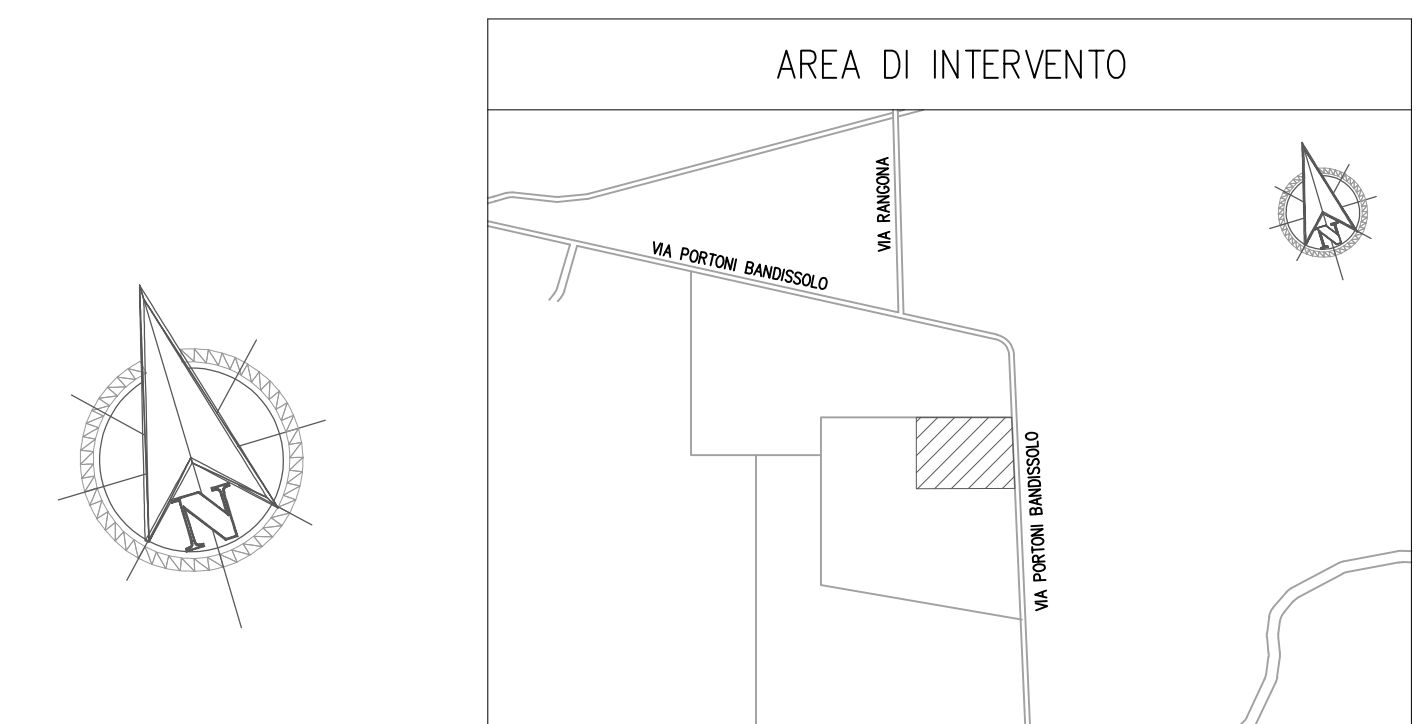 AREA DI INTERVENTO
VIA RANGONA
VIA PORTONI BANDISSOLO
N
VIA PORTONI BANDISSOLO
N